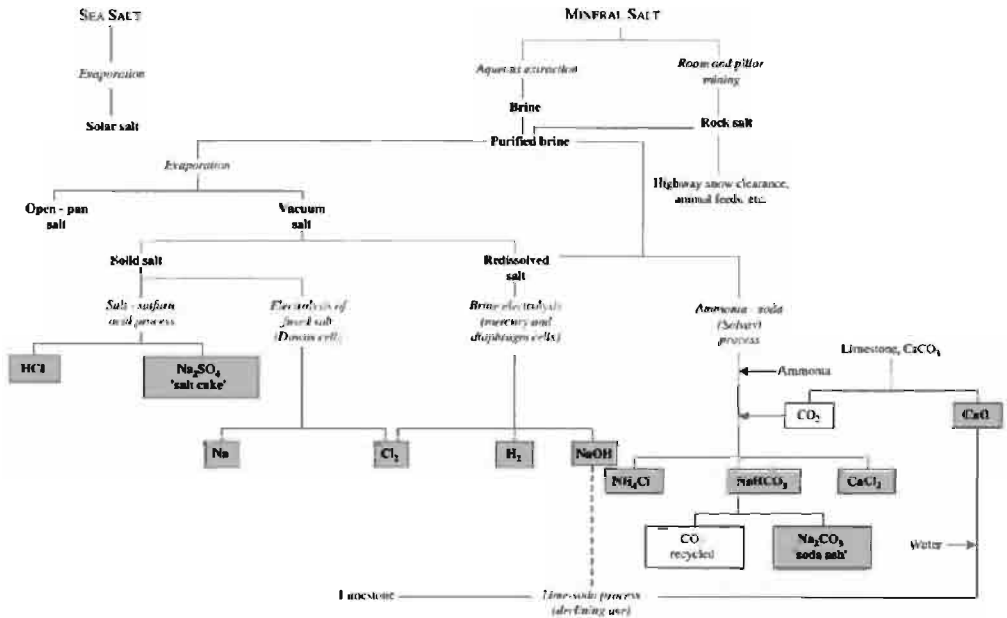 SEA SALT
MINERAL SALT
Evaporation
Aqueous extraction
Room and pillar
mining
Solar salt
Brine
Rock salt
Purified brine
Evaporation
Highway snow clearance,
animal feeds, etc.
Open - pan
salt
Vacuum
salt
Solid salt
Redissolved
salt
Salt - sulfuric
acid process
Electrolysis of
fused salt
(Downs cell)
Brine electrolysis
(mercury and
diaphragm cells)
Ammonia - soda
(Solvay)
process
Limestone, CaCO₃
HCl
Na₂SO₄
'salt cake'
Ammonia
CO₂
CaO
Na
Cl₂
H₂
NaOH
NH₄Cl
NaHCO₃
CaCl₂
CO
recycled
Na₂CO₃
'soda ash'
Water
Limestone
Lime-soda process
(declining use)